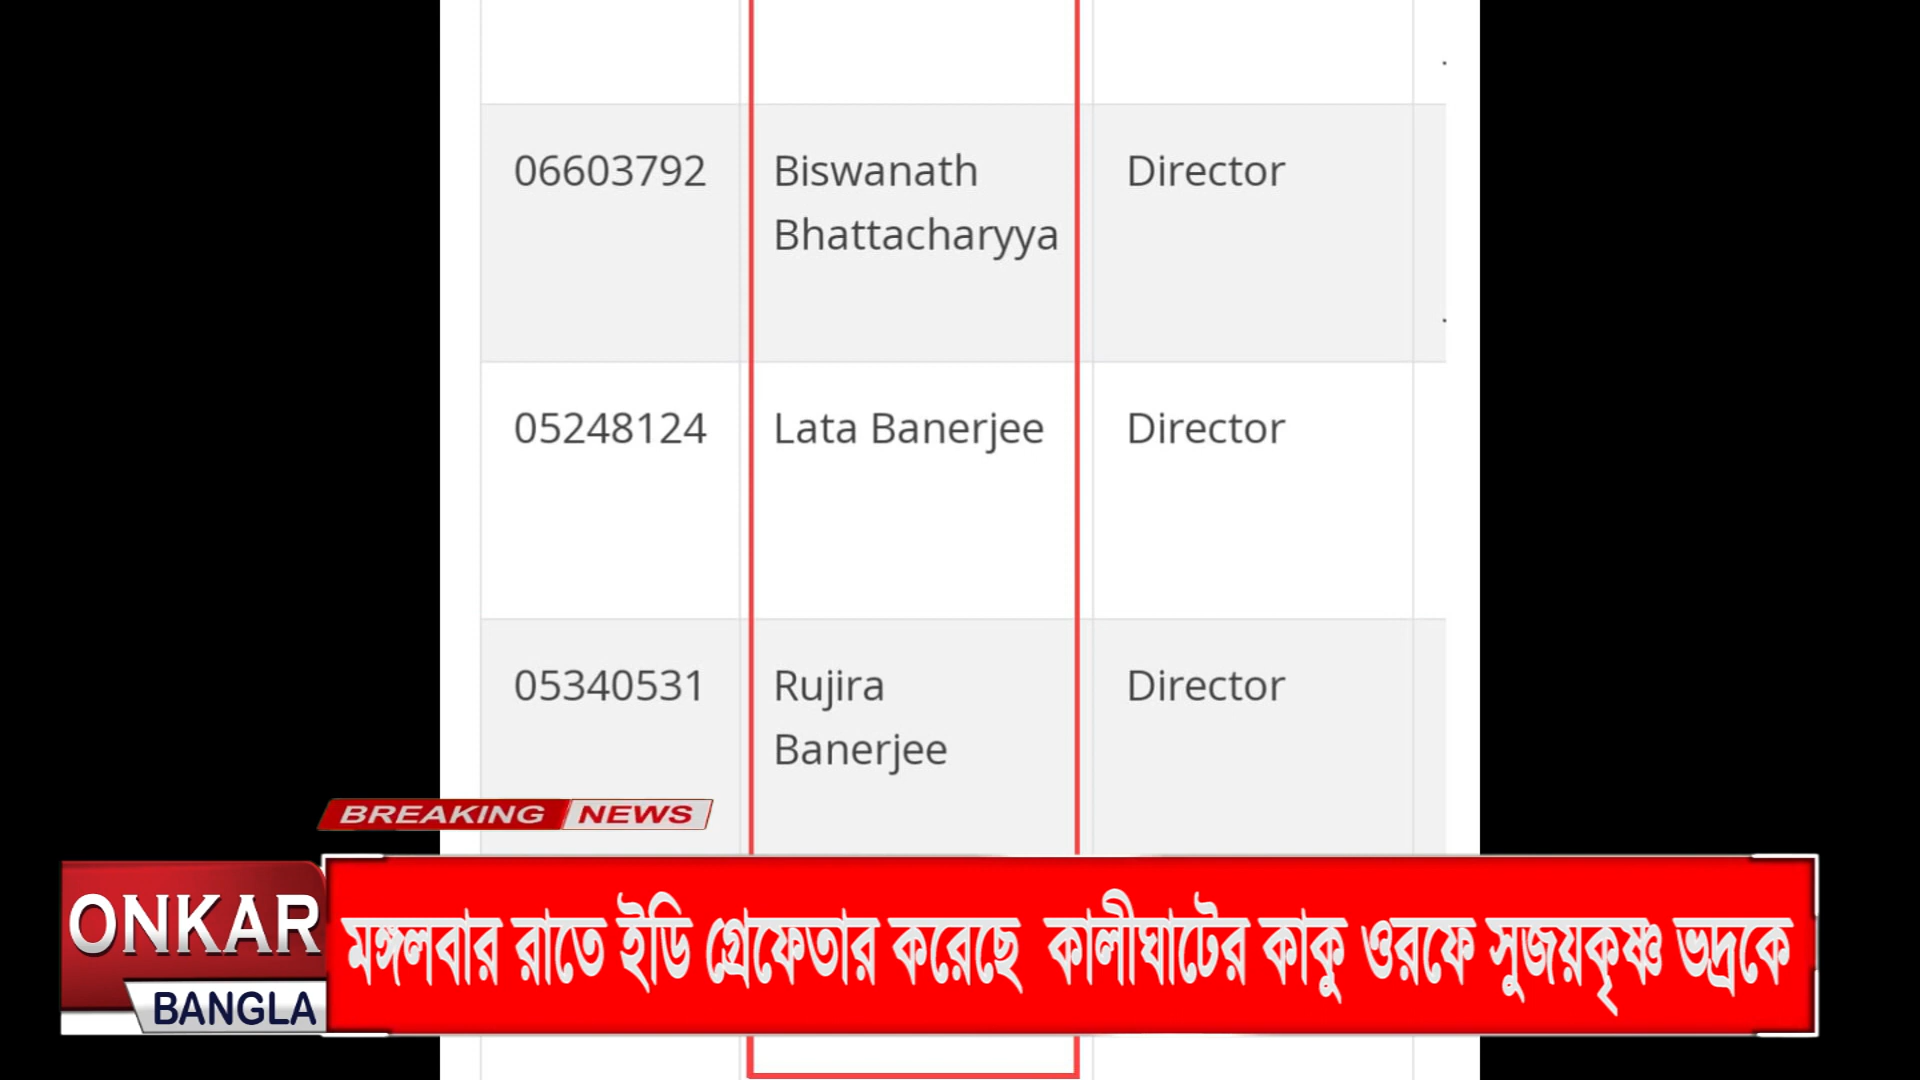 06603792 Biswanath Director
Bhattacharyya
05248124 Lata Banerjee Director
05340531 Rujira Director
Banerjee
BREAKING NEWS
ONKAR
BANGLA
মঙ্গলবার রাতে ইডি গ্রেফেতার করেছে কালীঘাটের কাকু ওরফে সুজয়কৃষ্ণ ভদ্রকে